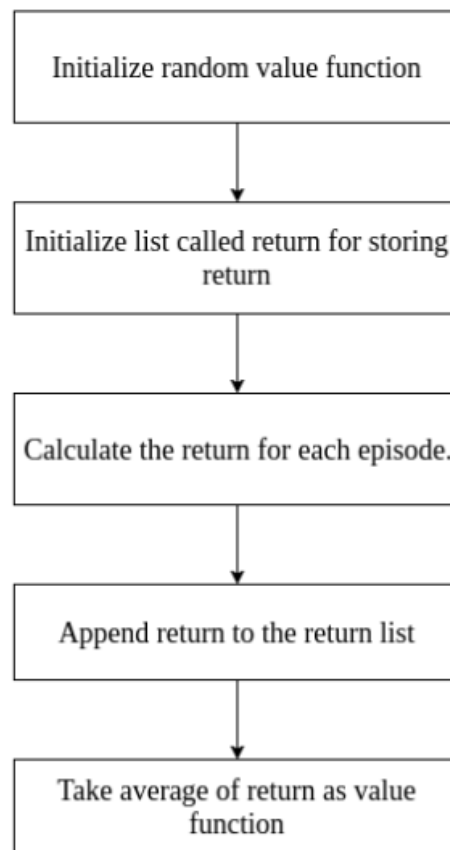 Initialize random value function
Initialize list called return for storing
return
Calculate the return for each episode.
Append return to the return list
Take average of return as value
function